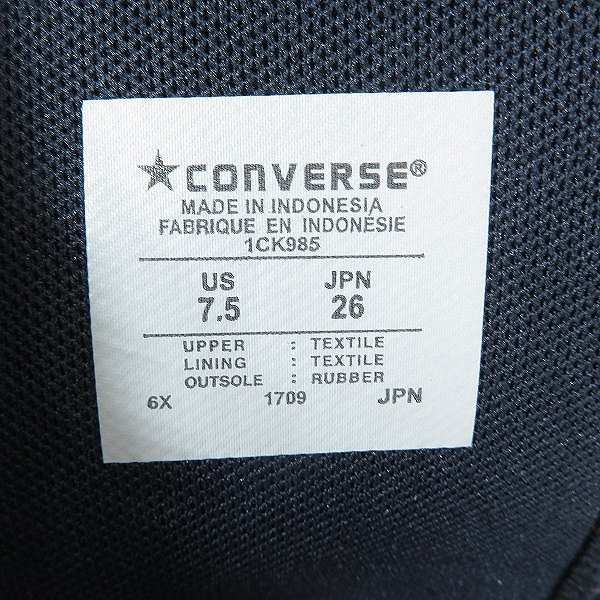 ★CONVERSE®
MADE IN INDONESIA
FABRIQUE EN INDONÉSIE
1CK985
US JPN
7.5 26
UPPER : TEXTILE
LINING : TEXTILE
OUTSOLE : RUBBER
6X 1709 JPN